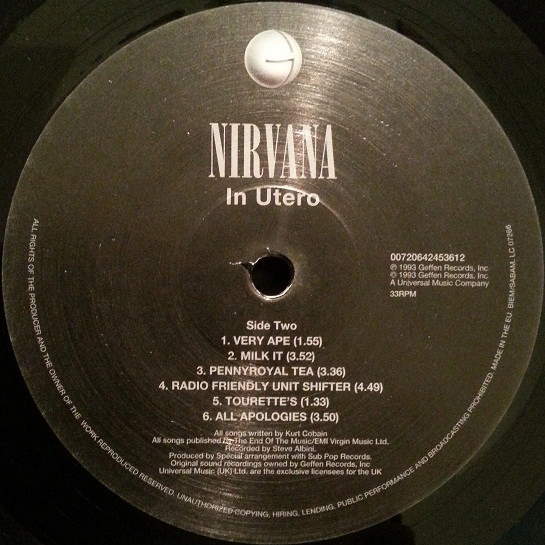 G
NIRVANA
In Utero
00720642453612
℗ 1993 Geffen Records, Inc
© 1993 Geffen Records, Inc
A Universal Music Company
33RPM
Side Two
1. VERY APE (1.55)
2. MILK IT (3.52)
3. PENNYROYAL TEA (3.36)
4. RADIO FRIENDLY UNIT SHIFTER (4.49)
5. TOURETTE'S (1.33)
6. ALL APOLOGIES (3.50)
All songs written by Kurt Cobain
All songs published by The End Of The Music/EMI Virgin Music Ltd.
Recorded by Steve Albini.
Produced by Special arrangement with Sub Pop Records.
Original sound recordings owned by Geffen Records, Inc
Universal Music (UK) Ltd. are the exclusive licensees for the UK
ALL RIGHTS OF THE PRODUCER AND THE OWNER OF THE WORK REPRODUCED RESERVED. UNAUTHORIZED COPYING, HIRING, LENDING, PUBLIC PERFORMANCE AND BROADCASTING PROHIBITED. MADE IN THE EU. BIEM/SABAM. LC 07266